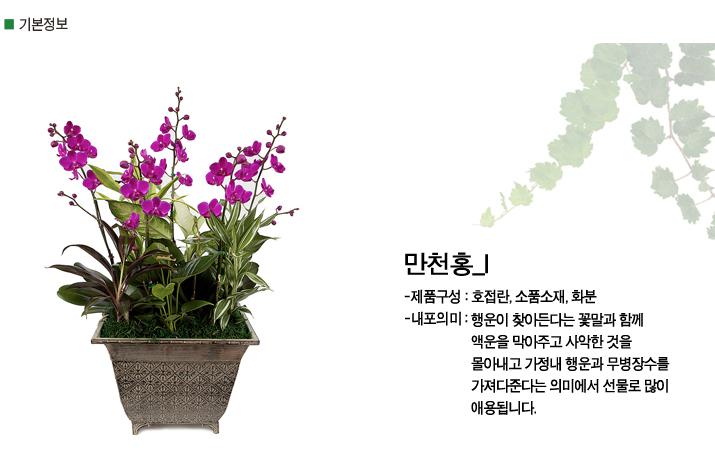 기본정보
만천홍_I
-제품구성 : 호접란, 소품소재, 화분
-내포의미 : 행운이 찾아든다는 꽃말과 함께
액운을 막아주고 사악한 것을
몰아내고 가정내 행운과 무병장수를
가져다준다는 의미에서 선물로 많이
애용됩니다.